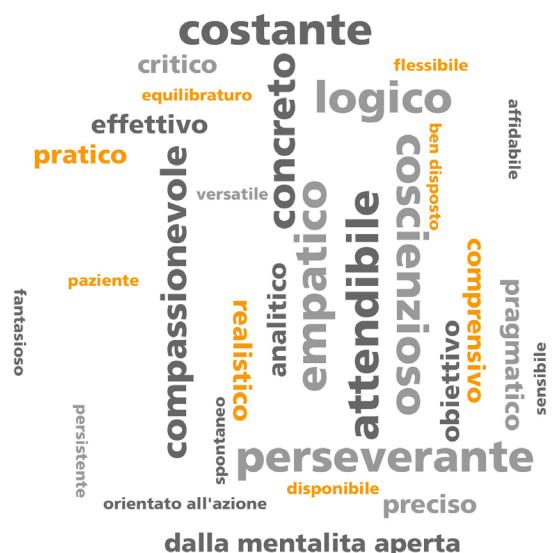 costante
critico
flessibile
concreto
equilibraturo
logico
affidabile
effettivo
ben disposto
coscienzioso
pratico
compassionevole
versatile
empatico
attendibile
comprensivo
analitico
paziente
pragmatico
fantasioso
realistico
obiettivo
sensibile
spontaneo
persistente
perseverante
disponibile
orientato all'azione
preciso
dalla mentalita aperta